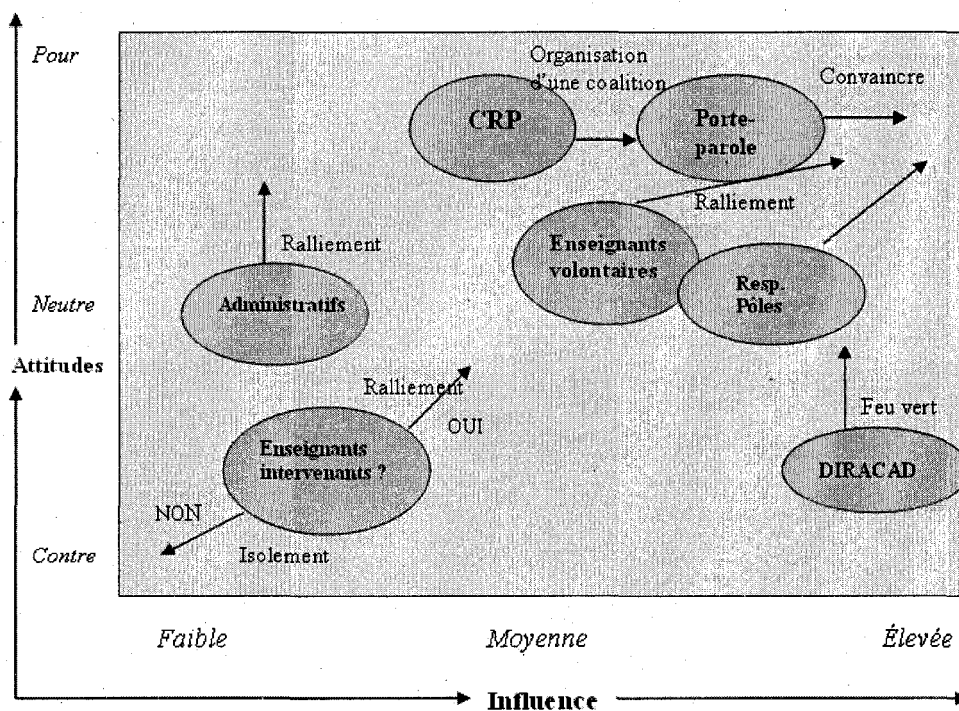 Pour
Organisation
d'une coalition
Convaincre
CRP
Porte-
parole
Ralliement
Enseignants
volontaires
Ralliement
Resp.
Pôles
Neutre
Administratifs
Attitudes
Ralliement
OUI
Feu vert
Enseignants
intervenants ?
DIRACAD
NON
Isolement
Contre
Faible
Moyenne
Élevée
Influence